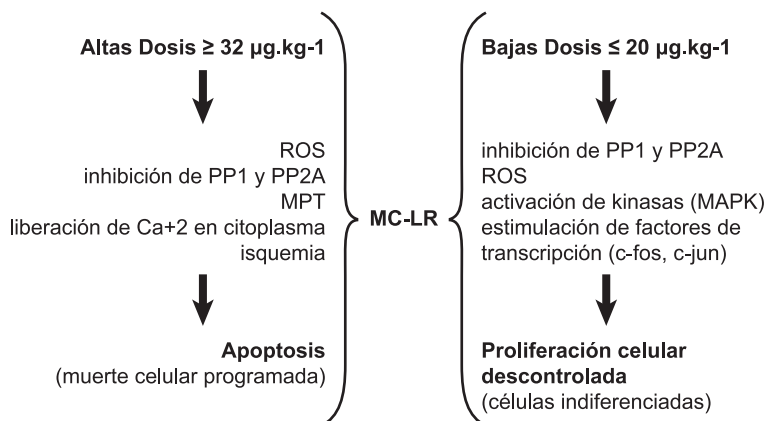 Altas Dosis ≥ 32 µg.kg-1
ROS
inhibición de PP1 y PP2A
MPT
liberación de Ca+2 en citoplasma
isquemia
Apoptosis
(muerte celular programada)
MC-LR
Bajas Dosis ≤ 20 µg.kg-1
inhibición de PP1 y PP2A
ROS
activación de kinasas (MAPK)
estimulación de factores de
transcripción (c-fos, c-jun)
Proliferación celular
descontrolada
(células indiferenciadas)